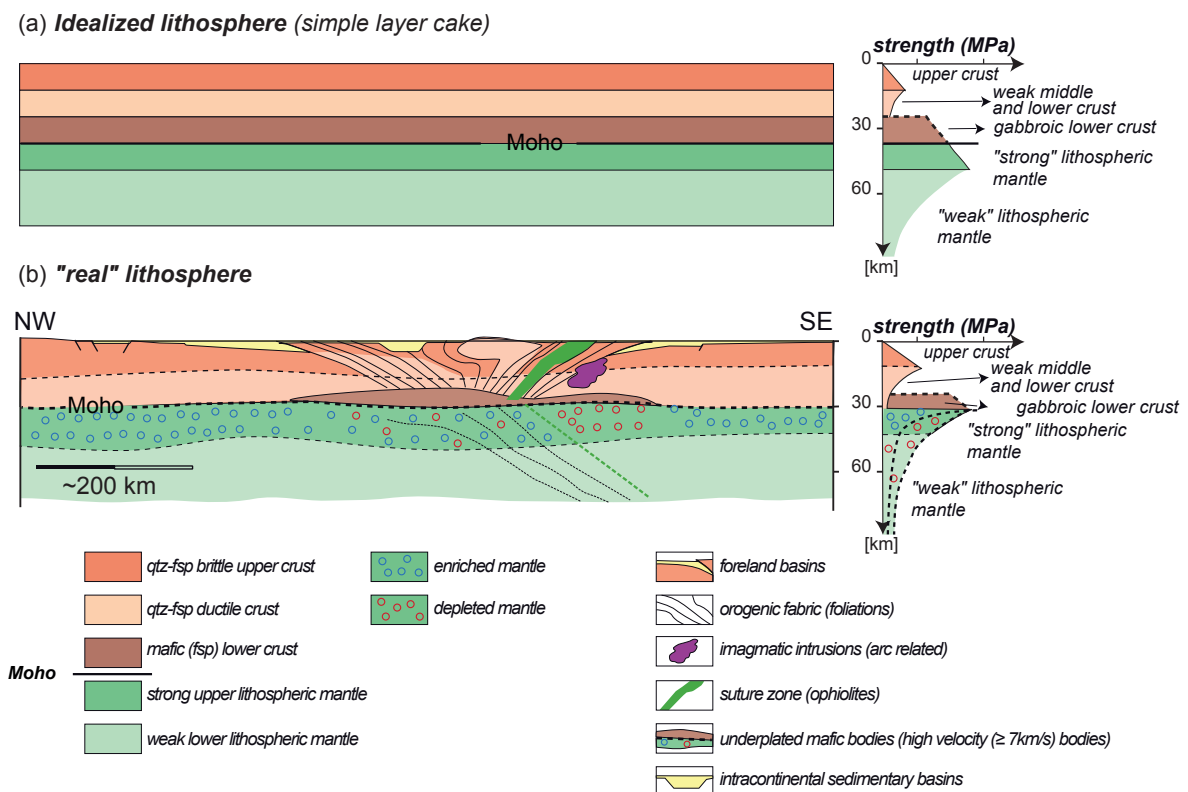 (a) Idealized lithosphere (simple layer cake)
strength (MPa)
0
upper crust
weak middle
and lower crust
30
gabbroic lower crust
Moho
"strong" lithospheric
mantle
60
"weak" lithospheric
mantle
[km]
(b) "real" lithosphere
NW
SE
strength (MPa)
0
upper crust
weak middle
and lower crust
Moho
30
gabbroic lower crust
"strong" lithospheric
mantle
60
~200 km
"weak" lithospheric
mantle
[km]
qtz-fsp brittle upper crust
enriched mantle
foreland basins
qtz-fsp ductile crust
depleted mantle
orogenic fabric (foliations)
mafic (fsp) lower crust
imagmatic intrusions (arc related)
Moho
strong upper lithospheric mantle
suture zone (ophiolites)
weak lower lithospheric mantle
underplated mafic bodies (high velocity (≥ 7km/s) bodies)
intracontinental sedimentary basins